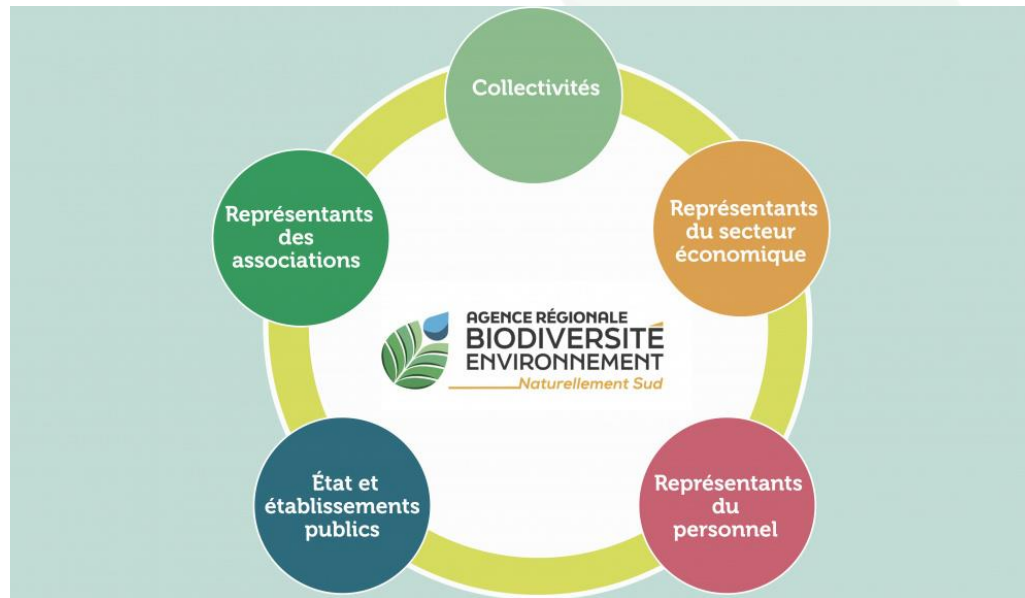 Collectivités
Représentants
du secteur
économique
Représentants
du
personnel
État et
établissements
publics
Représentants
des
associations
AGENCE RÉGIONALE
BIODIVERSITÉ
ENVIRONNEMENT
Naturellement Sud